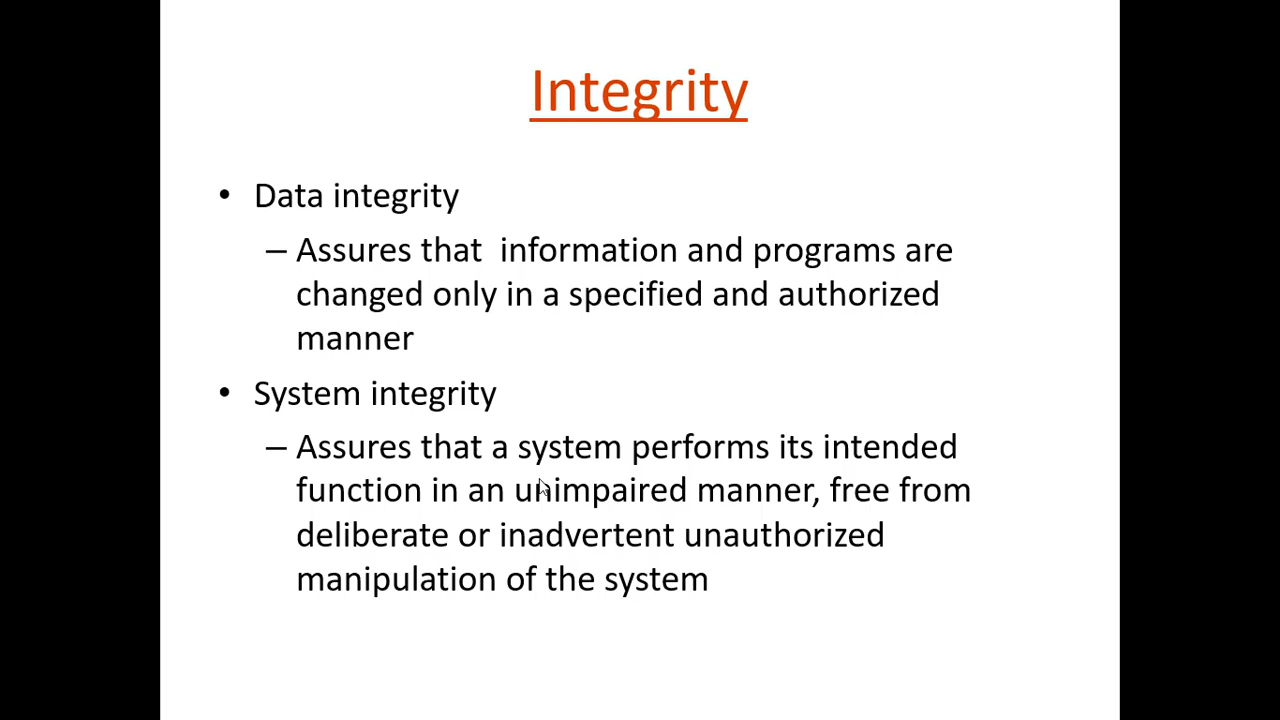 Integrity
• Data integrity
– Assures that  information and programs are
changed only in a specified and authorized
manner
• System integrity
– Assures that a system performs its intended
function in an unimpaired manner, free from
deliberate or inadvertent unauthorized
manipulation of the system